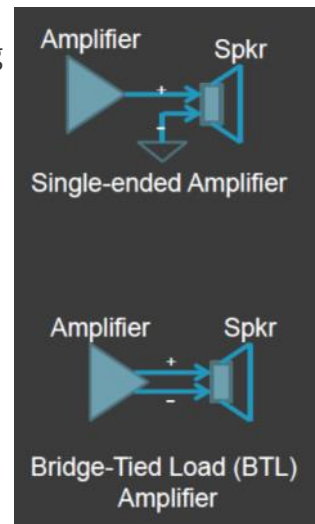 Amplifier Spkr
+
-
Single-ended Amplifier
Amplifier Spkr
+
-
Bridge-Tied Load (BTL)
Amplifier